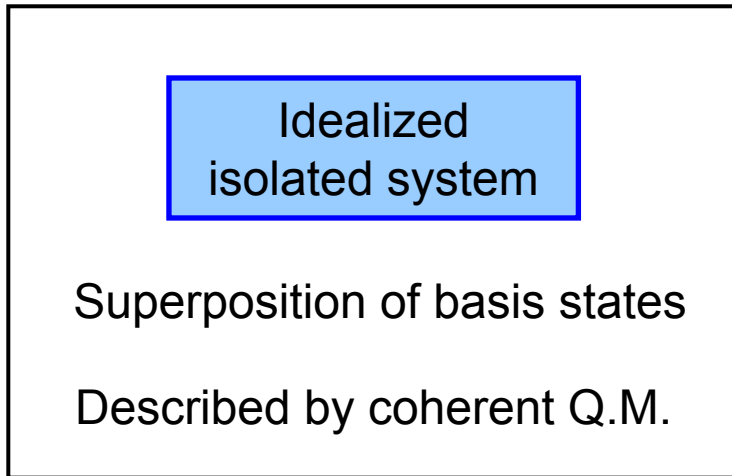 Idealized
isolated system
Superposition of basis states
Described by coherent Q.M.